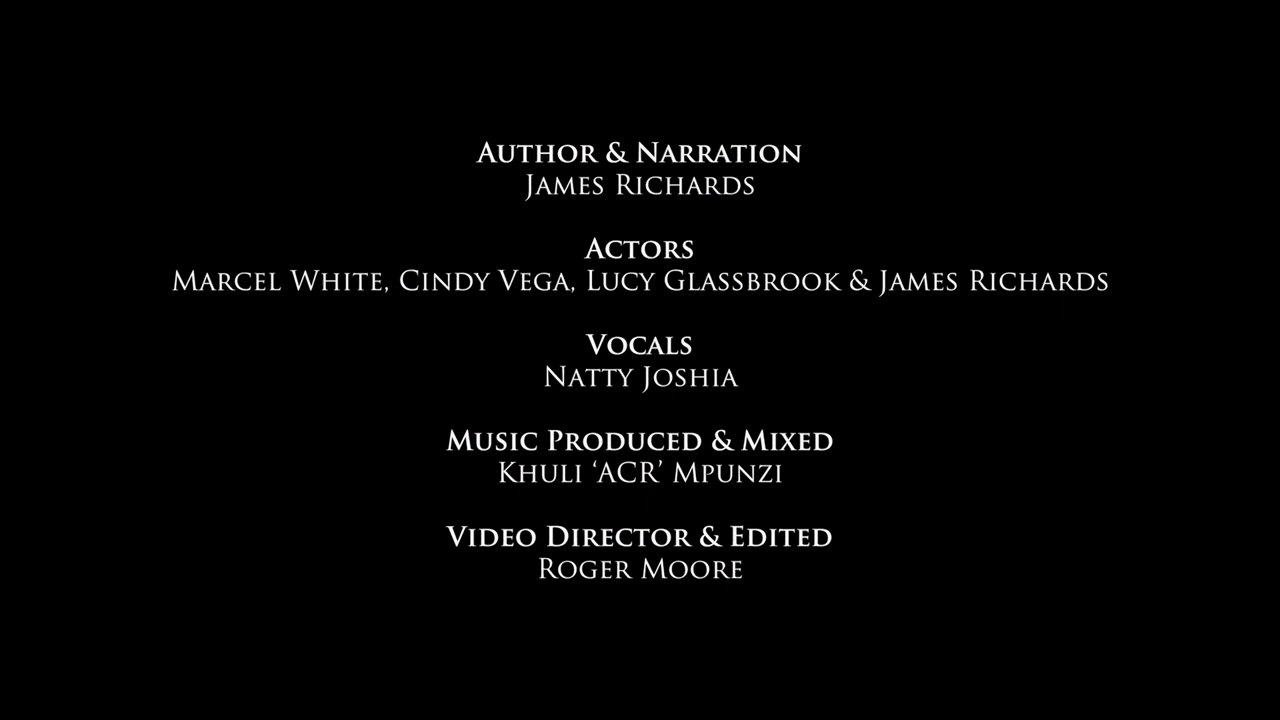 Author & Narration
James Richards
Actors
Marcel White, Cindy Vega, Lucy Glassbrook & James Richards
Vocals
Natty Joshia
Music Produced & Mixed
Khuli ‘ACR’ Mpunzi
Video Director & Edited
Roger Moore